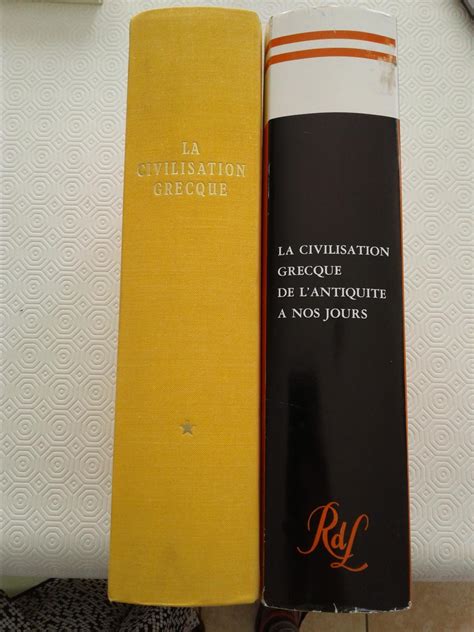 LA
CIVILISATION
GRECQUE
LA CIVILISATION
GRECQUE
DE L'ANTIQUITE
A NOS JOURS
RdL